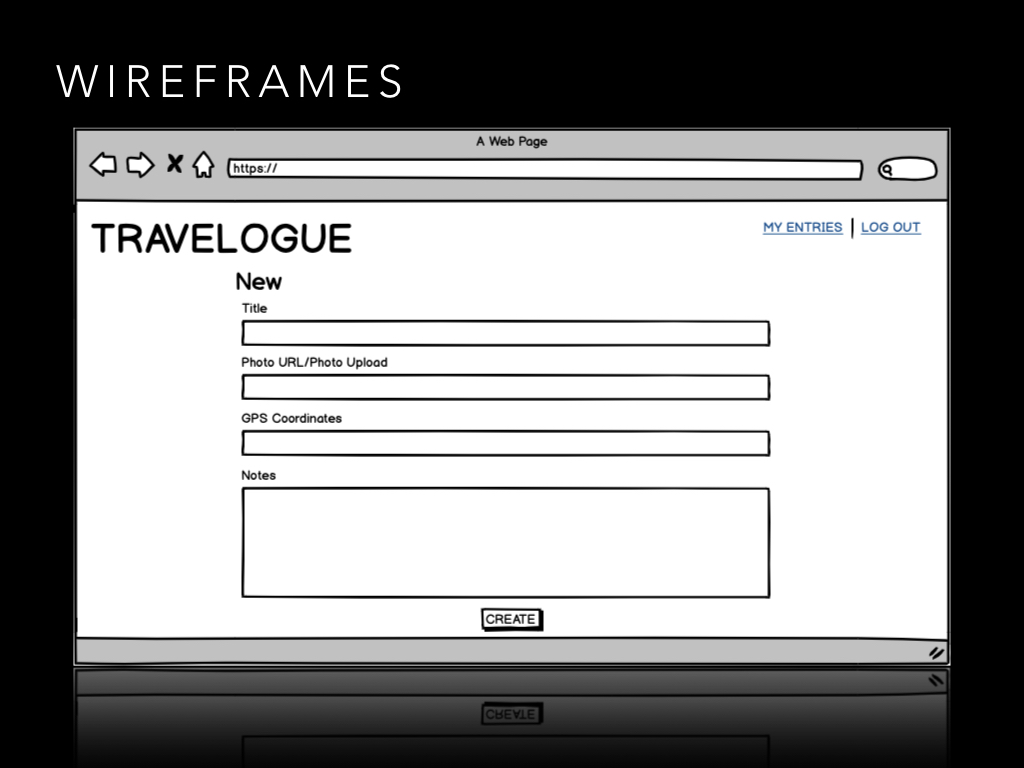 WIREFRAMES
A Web Page
https://
TRAVELOGUE
MY ENTRIES | LOG OUT
New
Title
Photo URL/Photo Upload
GPS Coordinates
Notes
CREATE
CREATE